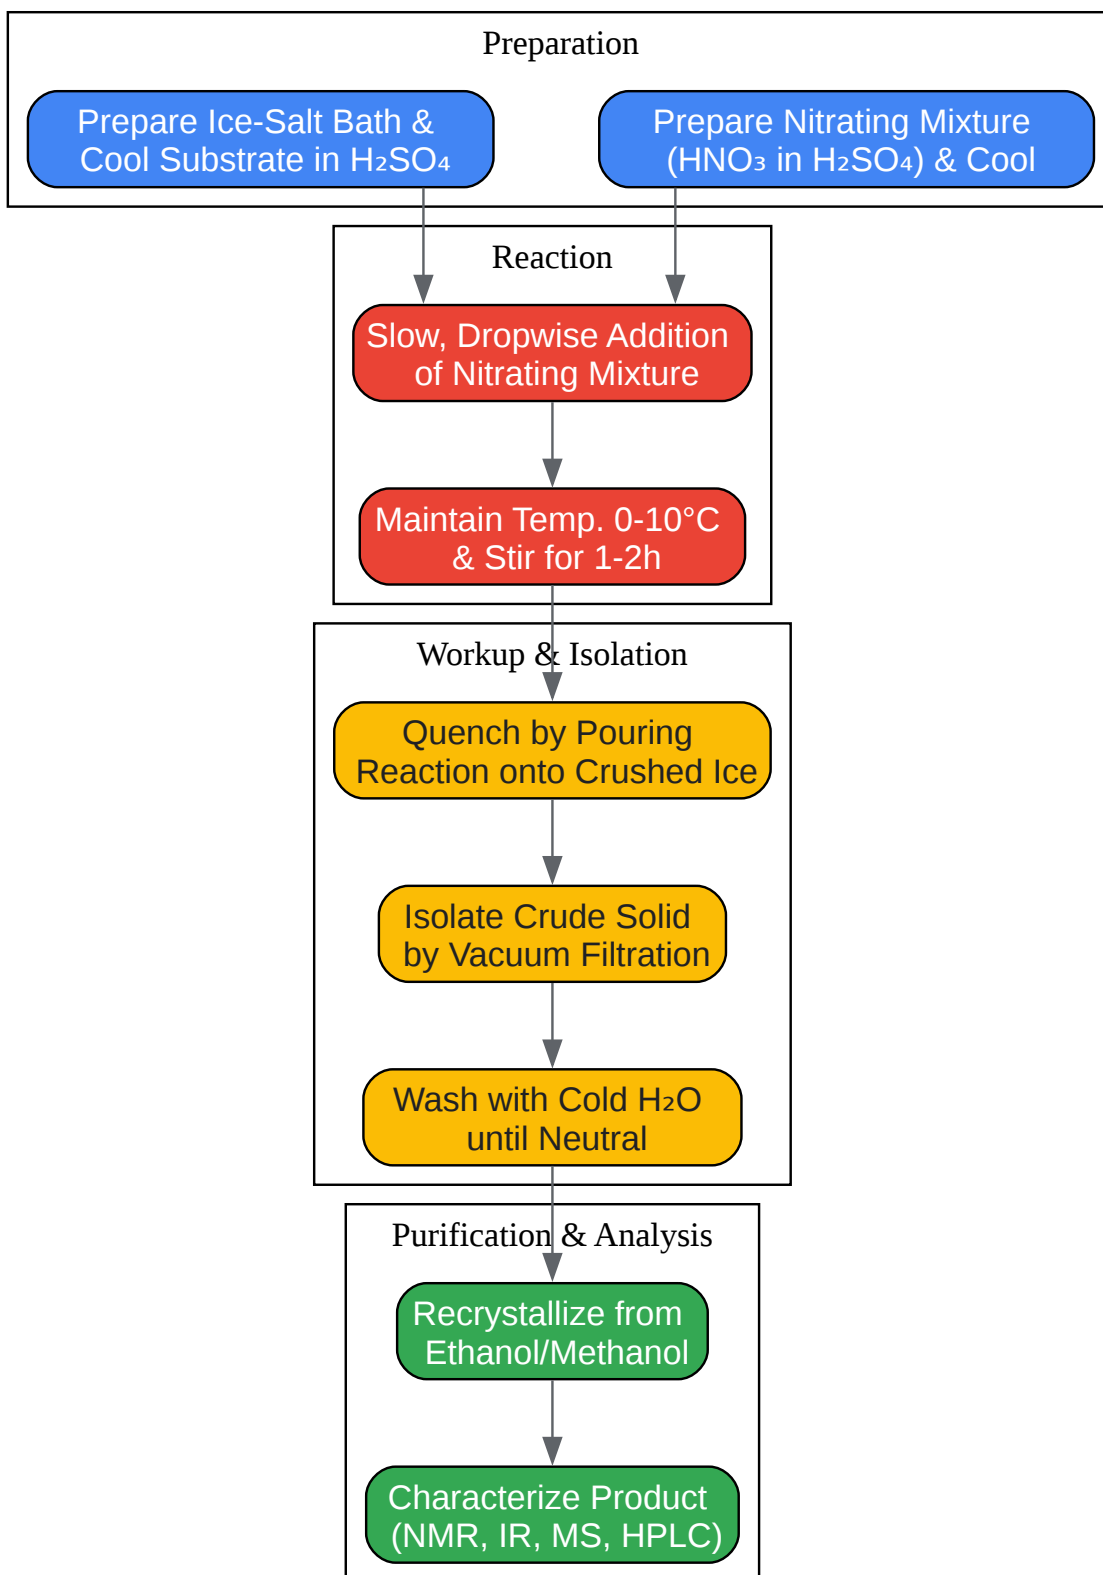 Preparation
Prepare Ice-Salt Bath &
Cool Substrate in H₂SO₄
Prepare Nitrating Mixture
(HNO₃ in H₂SO₄) & Cool
Reaction
Slow, Dropwise Addition
of Nitrating Mixture
Maintain Temp. 0-10°C
& Stir for 1-2h
Workup & Isolation
Quench by Pouring
Reaction onto Crushed Ice
Isolate Crude Solid
by Vacuum Filtration
Wash with Cold H₂O
until Neutral
Purification & Analysis
Recrystallize from
Ethanol/Methanol
Characterize Product
(NMR, IR, MS, HPLC)